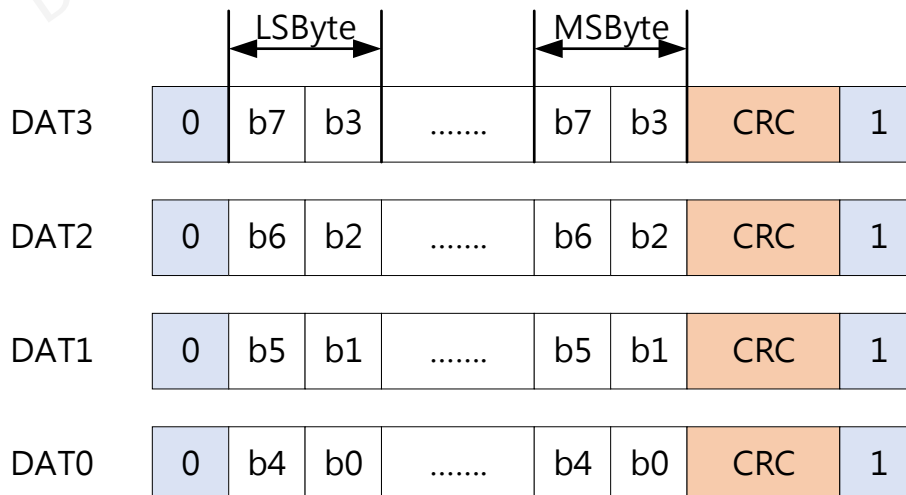 LSByte MSByte
DAT3 0 b7 b3 ....... b7 b3 CRC 1
DAT2 0 b6 b2 ....... b6 b2 CRC 1
DAT1 0 b5 b1 ....... b5 b1 CRC 1
DAT0 0 b4 b0 ....... b4 b0 CRC 1